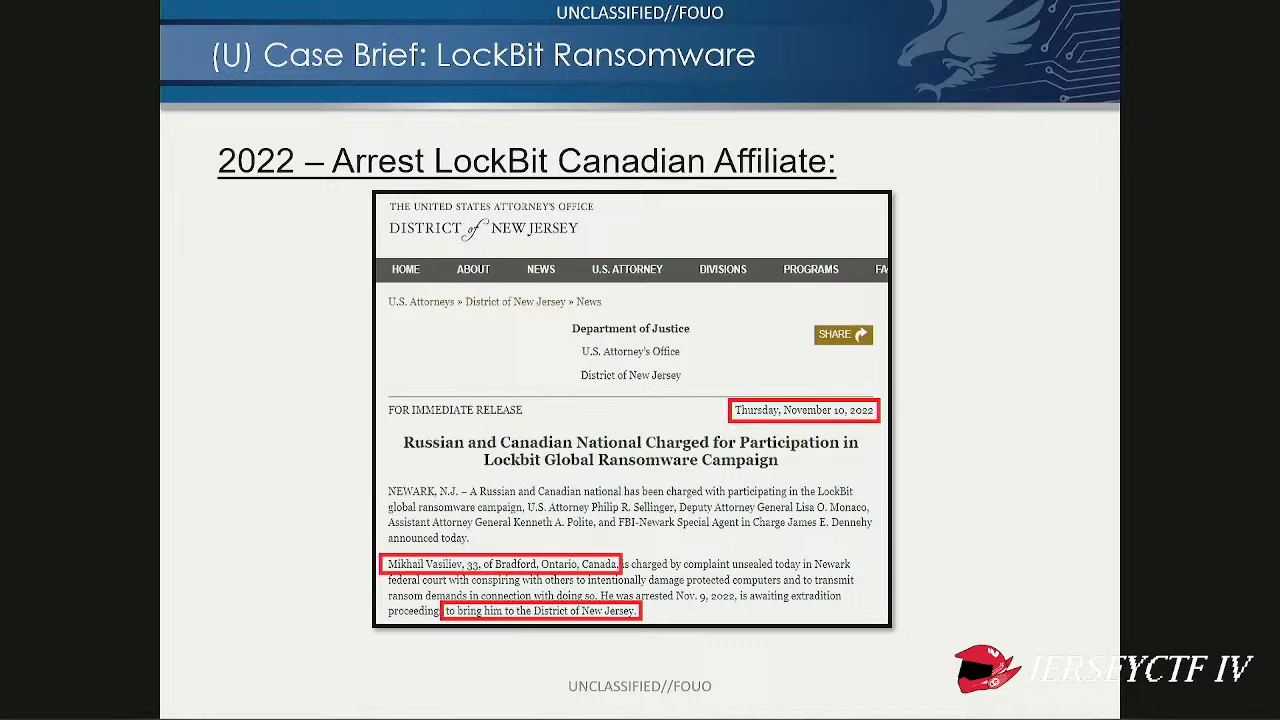 UNCLASSIFIED//FOUO
(U) Case Brief: LockBit Ransomware
2022 – Arrest LockBit Canadian Affiliate:
THE UNITED STATES ATTORNEY'S OFFICE
DISTRICT of NEW JERSEY
HOME ABOUT NEWS U.S. ATTORNEY DIVISIONS PROGRAMS FA
U.S. Attorneys » District of New Jersey » News
Department of Justice
SHARE
U.S. Attorney's Office
District of New Jersey
FOR IMMEDIATE RELEASE Thursday, November 10, 2022
Russian and Canadian National Charged for Participation in
Lockbit Global Ransomware Campaign
NEWARK, N.J. – A Russian and Canadian national has been charged with participating in the LockBit
global ransomware campaign, U.S. Attorney Philip R. Sellinger, Deputy Attorney General Lisa O. Monaco,
Assistant Attorney General Kenneth A. Polite, and FBI-Newark Special Agent in Charge James E. Dennehy
announced today.
Mikhail Vasiliev, 33, of Bradford, Ontario, Canada, is charged by complaint unsealed today in Newark
federal court with conspiring with others to intentionally damage protected computers and to transmit
ransom demands in connection with doing so. He was arrested Nov. 9, 2022, is awaiting extradition
proceeding to bring him to the District of New Jersey.
JERSEYCTF IV
UNCLASSIFIED//FOUO